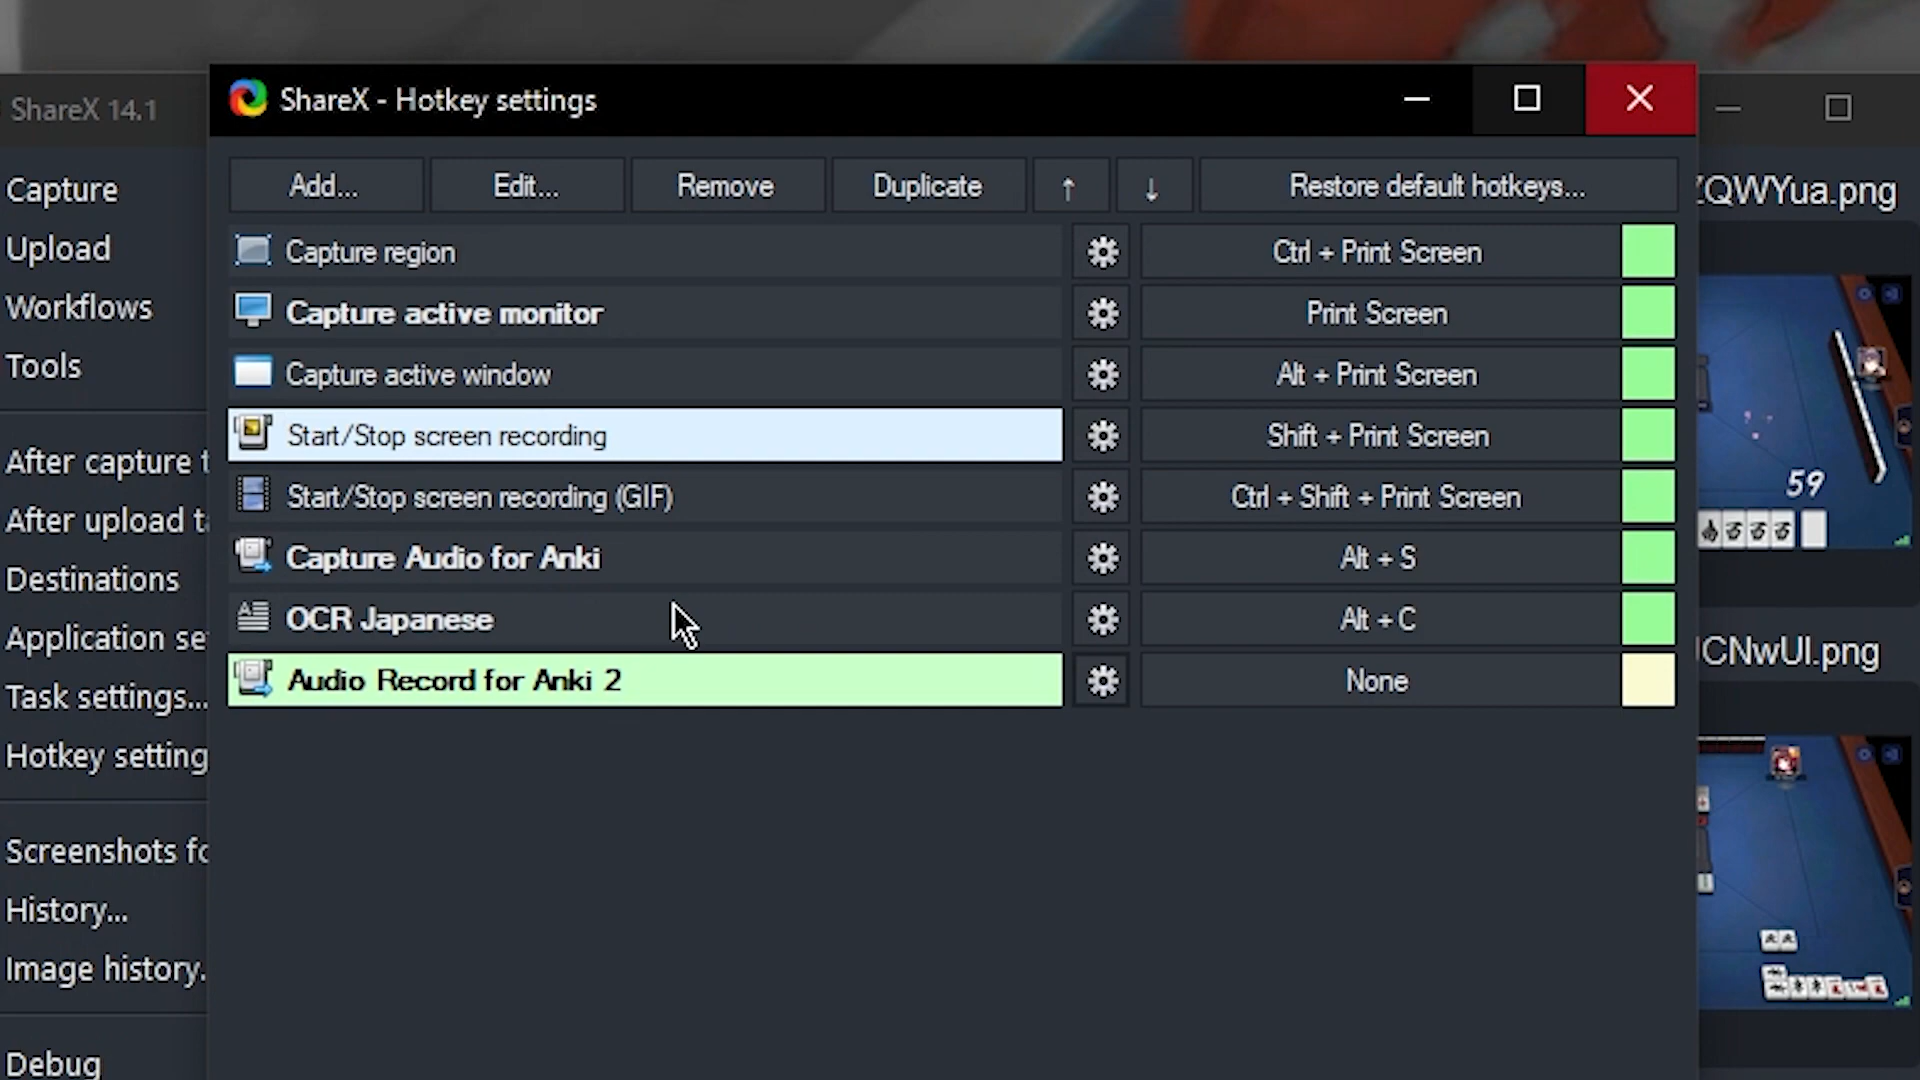 ShareX 14.1
ShareX - Hotkey settings
Add...
Edit...
Remove
Duplicate
↑
↓
Restore default hotkeys...
Capture
Upload
Workflows
Tools
After capture t
After upload ta
Destinations
Application se
Task settings...
Hotkey setting
Screenshots fo
History...
Image history.
Debug
Capture region
Ctrl + Print Screen
Capture active monitor
Print Screen
Capture active window
Alt + Print Screen
Start/Stop screen recording
Shift + Print Screen
Start/Stop screen recording (GIF)
Ctrl + Shift + Print Screen
Capture Audio for Anki
Alt + S
OCR Japanese
Alt + C
Audio Record for Anki 2
None
ZQWYua.png
59
CNwUl.png